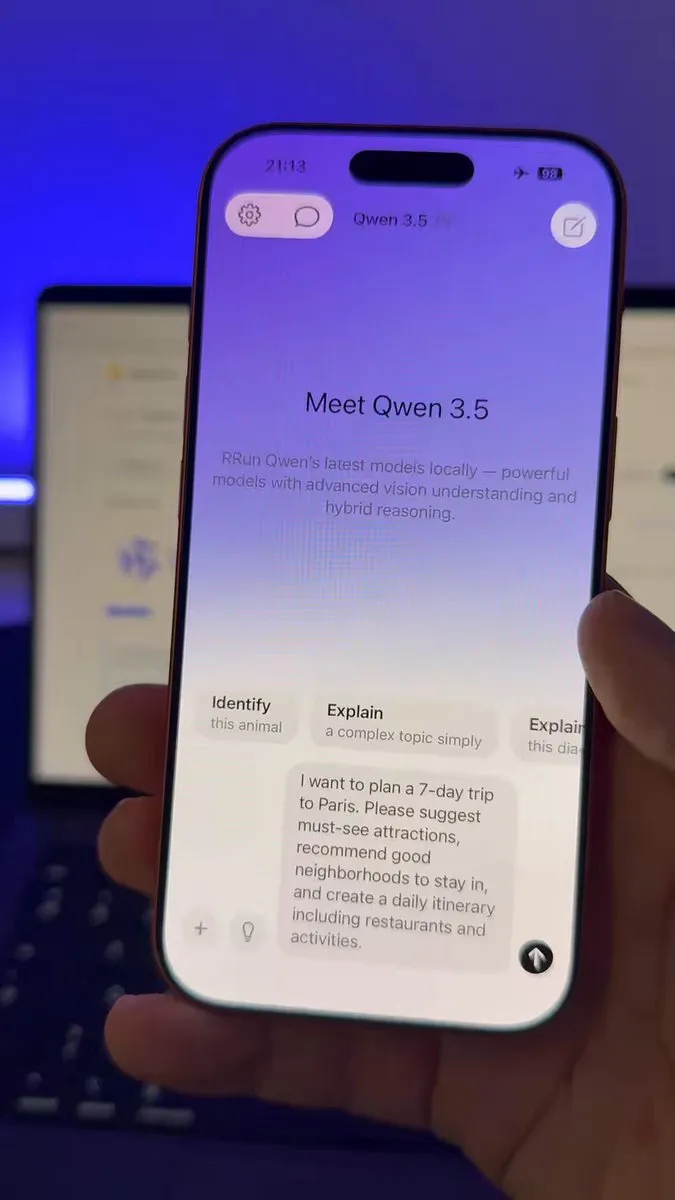 21:13
98
Qwen 3.5
Meet Qwen 3.5
RRun Qwen's latest models locally — powerful
models with advanced vision understanding and
hybrid reasoning.
Identify
this animal
Explain
a complex topic simply
Explain
this dia
I want to plan a 7-day trip
to Paris. Please suggest
must-see attractions,
recommend good
neighborhoods to stay in,
and create a daily itinerary
including restaurants and
activities.